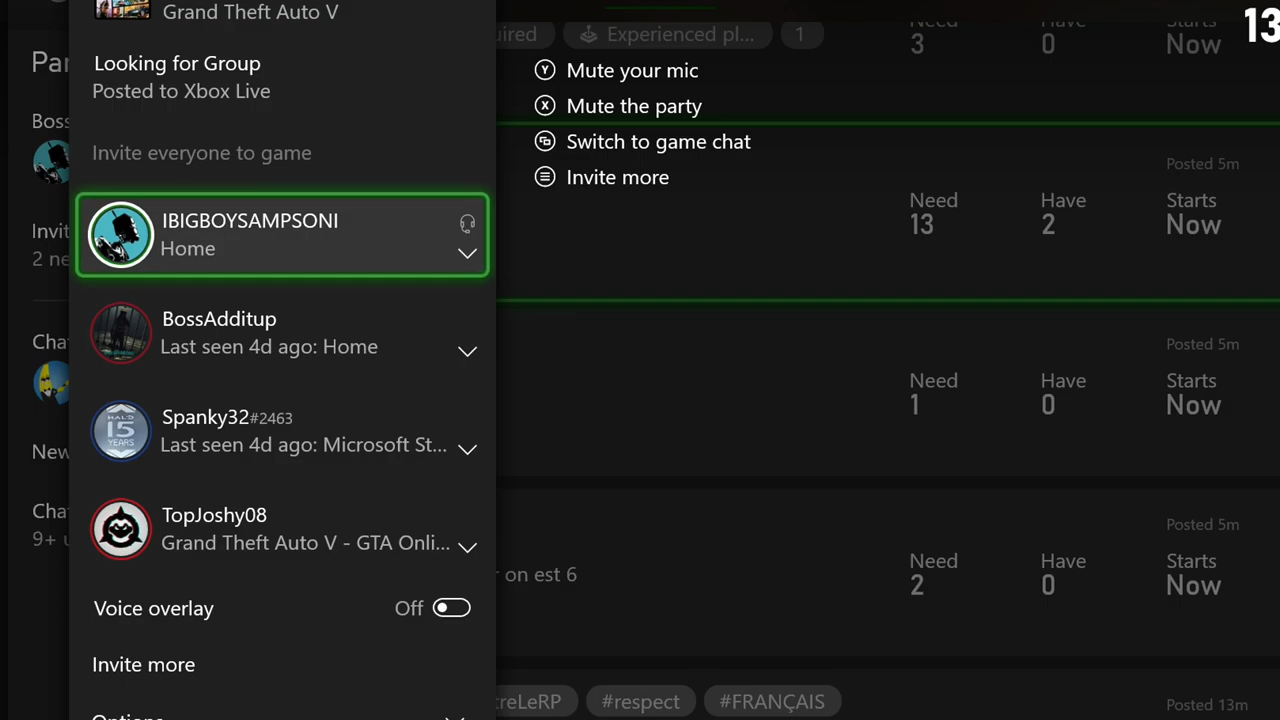 Grand Theft Auto V
Looking for Group
Posted to Xbox Live
Invite everyone to game
IBIGBOYSAMPSONI
Home
BossAdditup
Last seen 4d ago: Home
Spanky32#2463
Last seen 4d ago: Microsoft St...
TopJoshy08
Grand Theft Auto V - GTA Onli...
Voice overlay
Off
Invite more
Options
Mute your mic
Mute the party
Switch to game chat
Invite more
Experienced pl...
1
Need
3
Have
0
Now
13
Posted 5m
Need
13
Have
2
Starts
Now
Posted 5m
Need
1
Have
0
Starts
Now
Posted 5m
on est 6
Need
2
Have
0
Starts
Now
#respect
#FRANÇAIS
Posted 13m